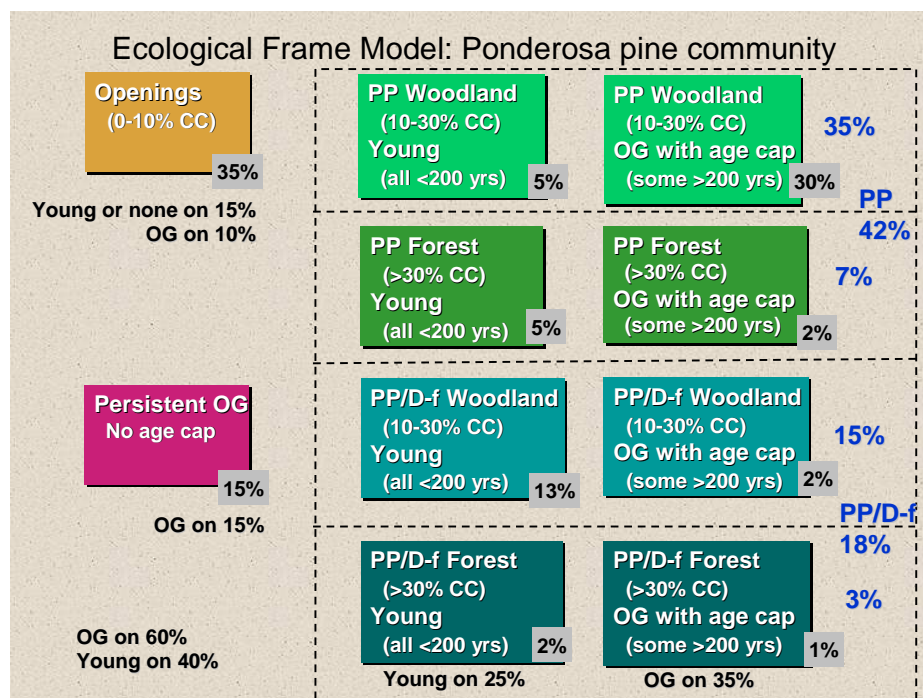 Ecological Frame Model: Ponderosa pine community
Openings
(0-10% CC)
35%
Young or none on 15%
OG on 10%
PP Woodland
(10-30% CC)
Young
(all <200 yrs)
5%
PP Woodland
(10-30% CC)
OG with age cap
(some >200 yrs)
30%
35%
PP
42%
PP Forest
(>30% CC)
Young
(all <200 yrs)
5%
PP Forest
(>30% CC)
OG with age cap
(some >200 yrs)
2%
7%
Persistent OG
No age cap
15%
OG on 15%
PP/D-f Woodland
(10-30% CC)
Young
(all <200 yrs)
13%
PP/D-f Woodland
(10-30% CC)
OG with age cap
(some >200 yrs)
2%
15%
PP/D-f
18%
PP/D-f Forest
(>30% CC)
Young
(all <200 yrs)
2%
PP/D-f Forest
(>30% CC)
OG with age cap
(some >200 yrs)
1%
3%
OG on 60%
Young on 40%
Young on 25%
OG on 35%